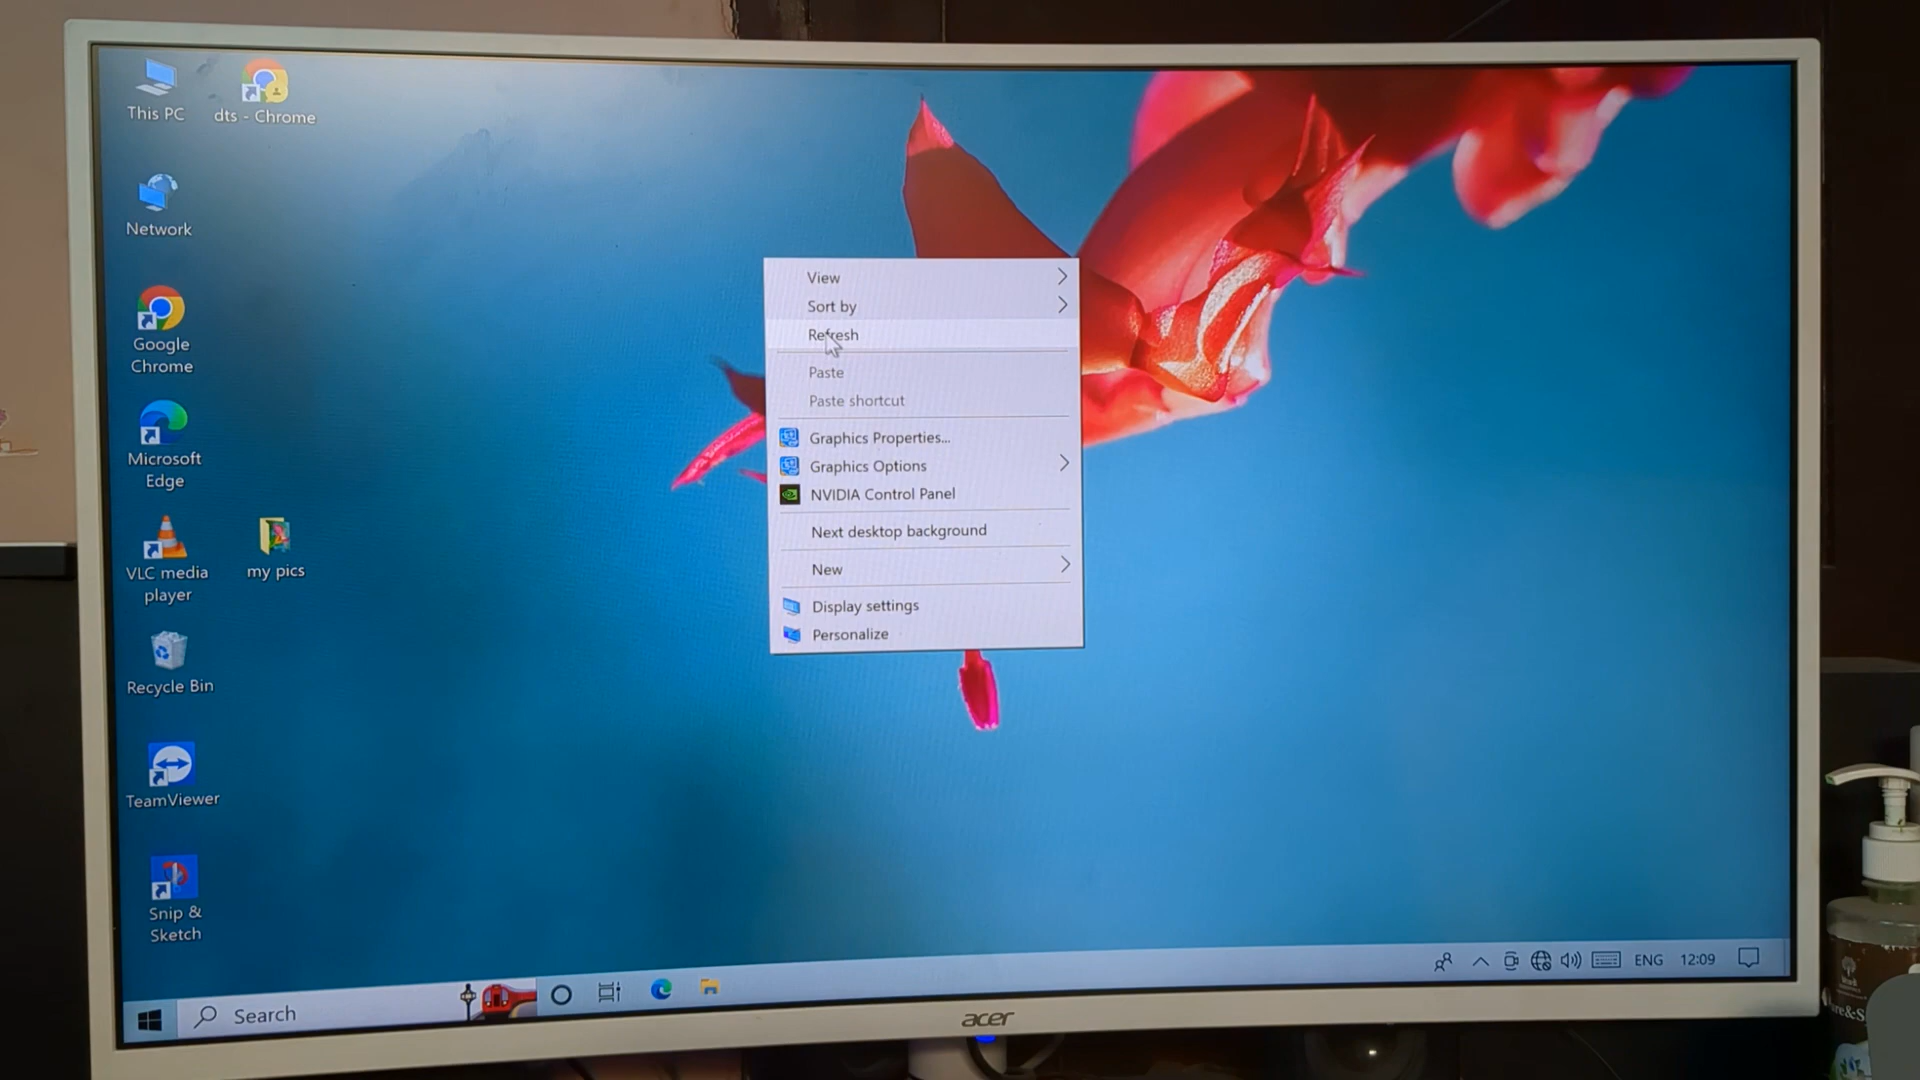 This PC
dts - Chrome
Network
Google
Chrome
Microsoft
Edge
VLC media
player
my pics
Recycle Bin
TeamViewer
Snip &
Sketch
View
Sort by
Refresh
Paste
Paste shortcut
Graphics Properties...
Graphics Options
NVIDIA Control Panel
Next desktop background
New
Display settings
Personalize
Search
ENG
12:09
acer